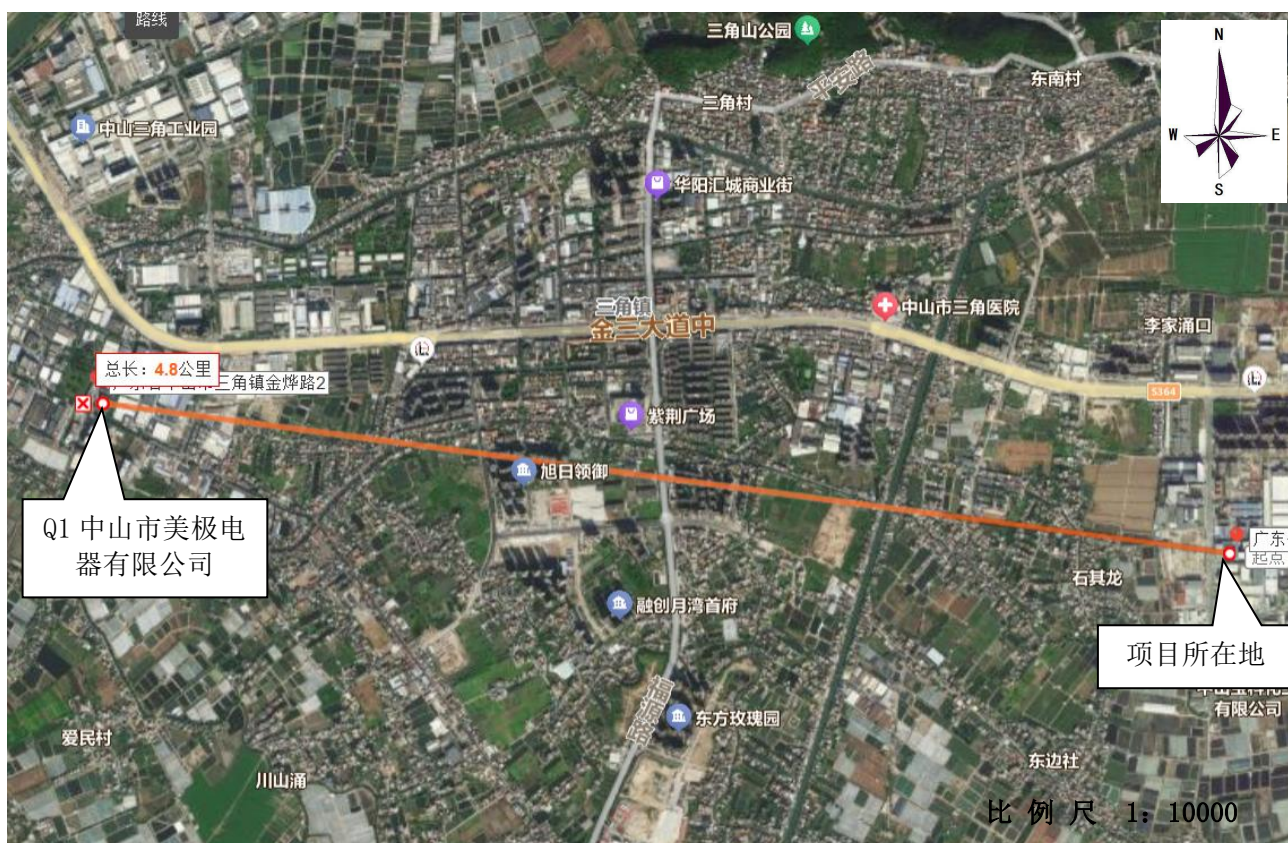 路线
三角山公园
平安路
东南村
三角村
中山三角工业园
N
W
E
S
华阳汇城商业街
三角镇
金三大道中
中山市三角医院
李家涌口
总长：4.8公里
三角镇金烨路2
S364
紫荆广场
旭日领御
Q1 中山市美极电
器有限公司
广东
起点
石其龙
融创月湾首府
项目所在地
有限公司
东方玫瑰园
爱民村
川山涌
东边社
比例尺 1：10000